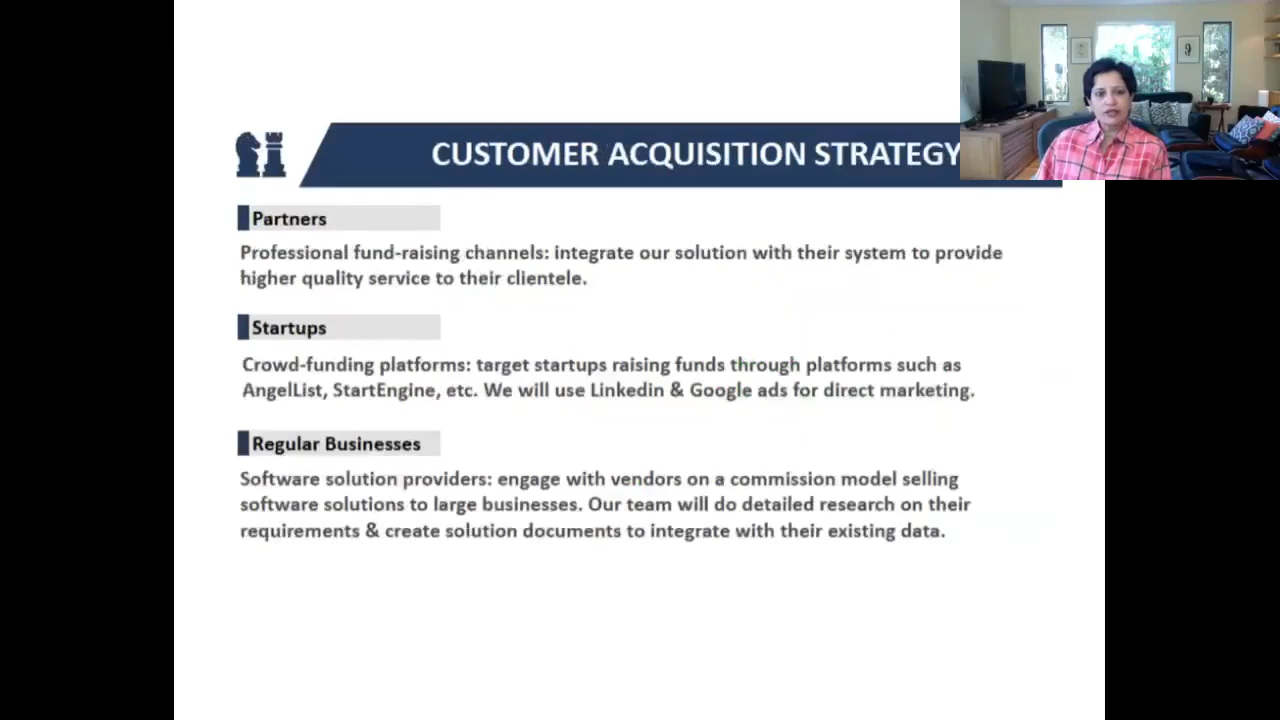 CUSTOMER ACQUISITION STRATEGY
Partners
Professional fund-raising channels: integrate our solution with their system to provide
higher quality service to their clientele.
Startups
Crowd-funding platforms: target startups raising funds through platforms such as
AngelList, StartEngine, etc. We will use Linkedin & Google ads for direct marketing.
Regular Businesses
Software solution providers: engage with vendors on a commission model selling
software solutions to large businesses. Our team will do detailed research on their
requirements & create solution documents to integrate with their existing data.